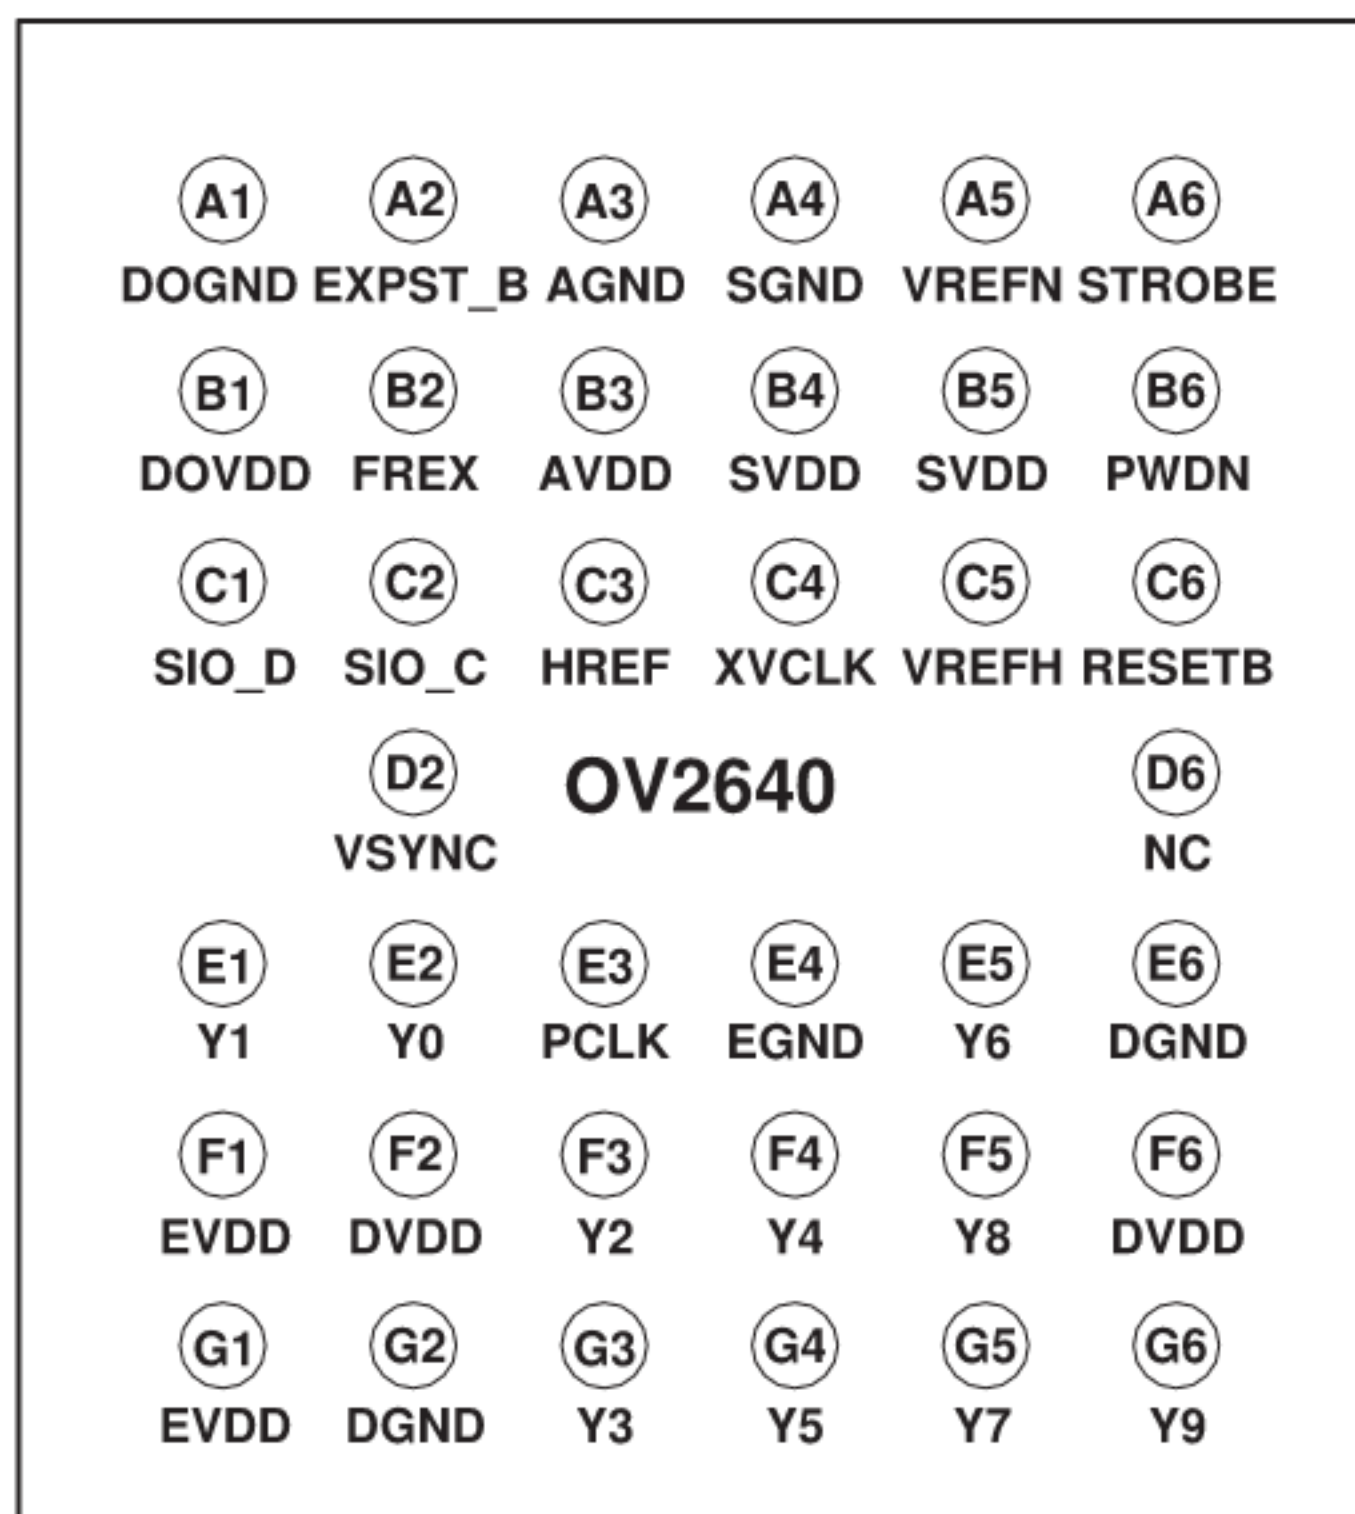 A1 A2 A3 A4 A5 A6
DOGND EXPST_B AGND SGND VREFN STROBE
B1 B2 B3 B4 B5 B6
DOVDD FREX AVDD SVDD SVDD PWDN
C1 C2 C3 C4 C5 C6
SIO_D SIO_C HREF XVCLK VREFH RESETB
D2 OV2640 D6
VSYNC NC
E1 E2 E3 E4 E5 E6
Y1 Y0 PCLK EGND Y6 DGND
F1 F2 F3 F4 F5 F6
EVDD DVDD Y2 Y4 Y8 DVDD
G1 G2 G3 G4 G5 G6
EVDD DGND Y3 Y5 Y7 Y9